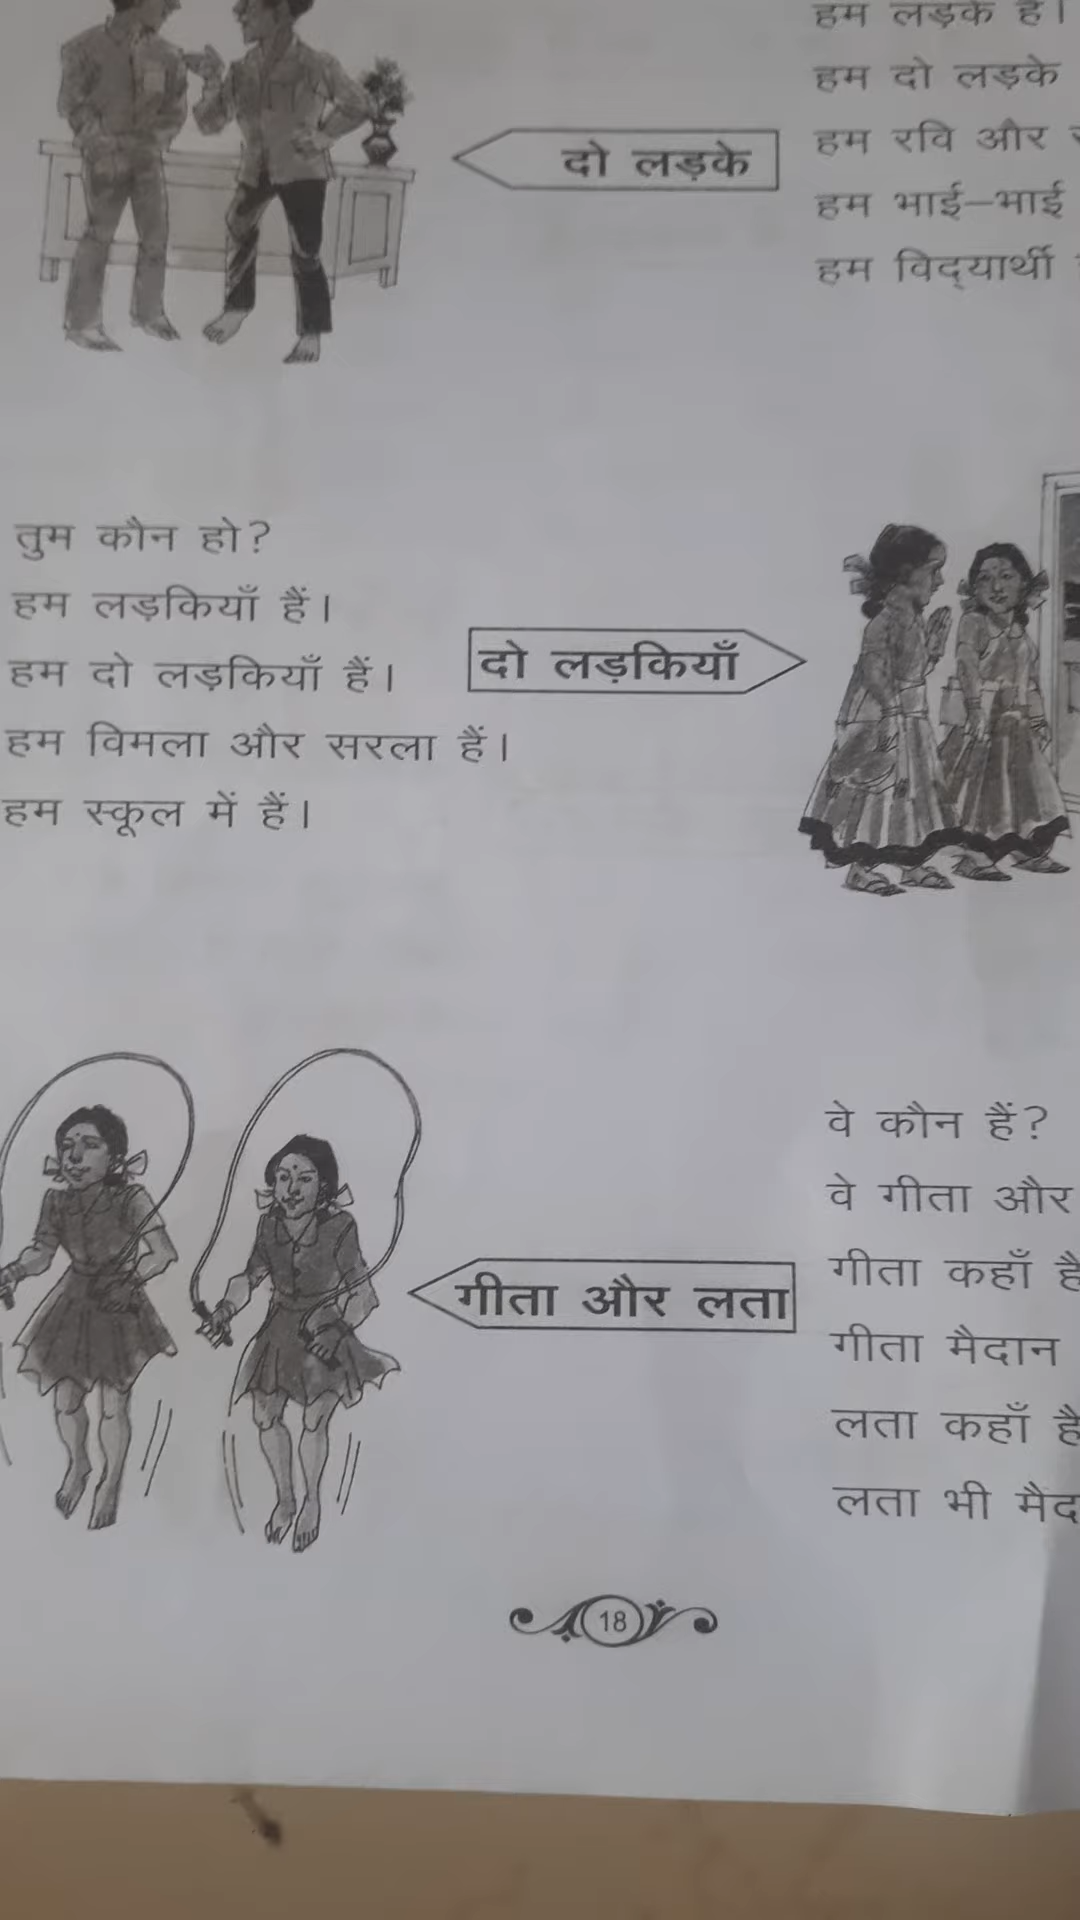 हम लड़के हैं।
हम दो लड़के
हम रवि और
हम भाई–भाई
हम विद्‌यार्थी
दो लड़के
तुम कौन हो?
हम लड़कियाँ हैं।
हम दो लड़कियाँ हैं।
हम विमला और सरला हैं।
हम स्कूल में हैं।
दो लड़कियाँ
गीता और लता
वे कौन हैं?
वे गीता और
गीता कहाँ है
गीता मैदान
लता कहाँ है
लता भी
18